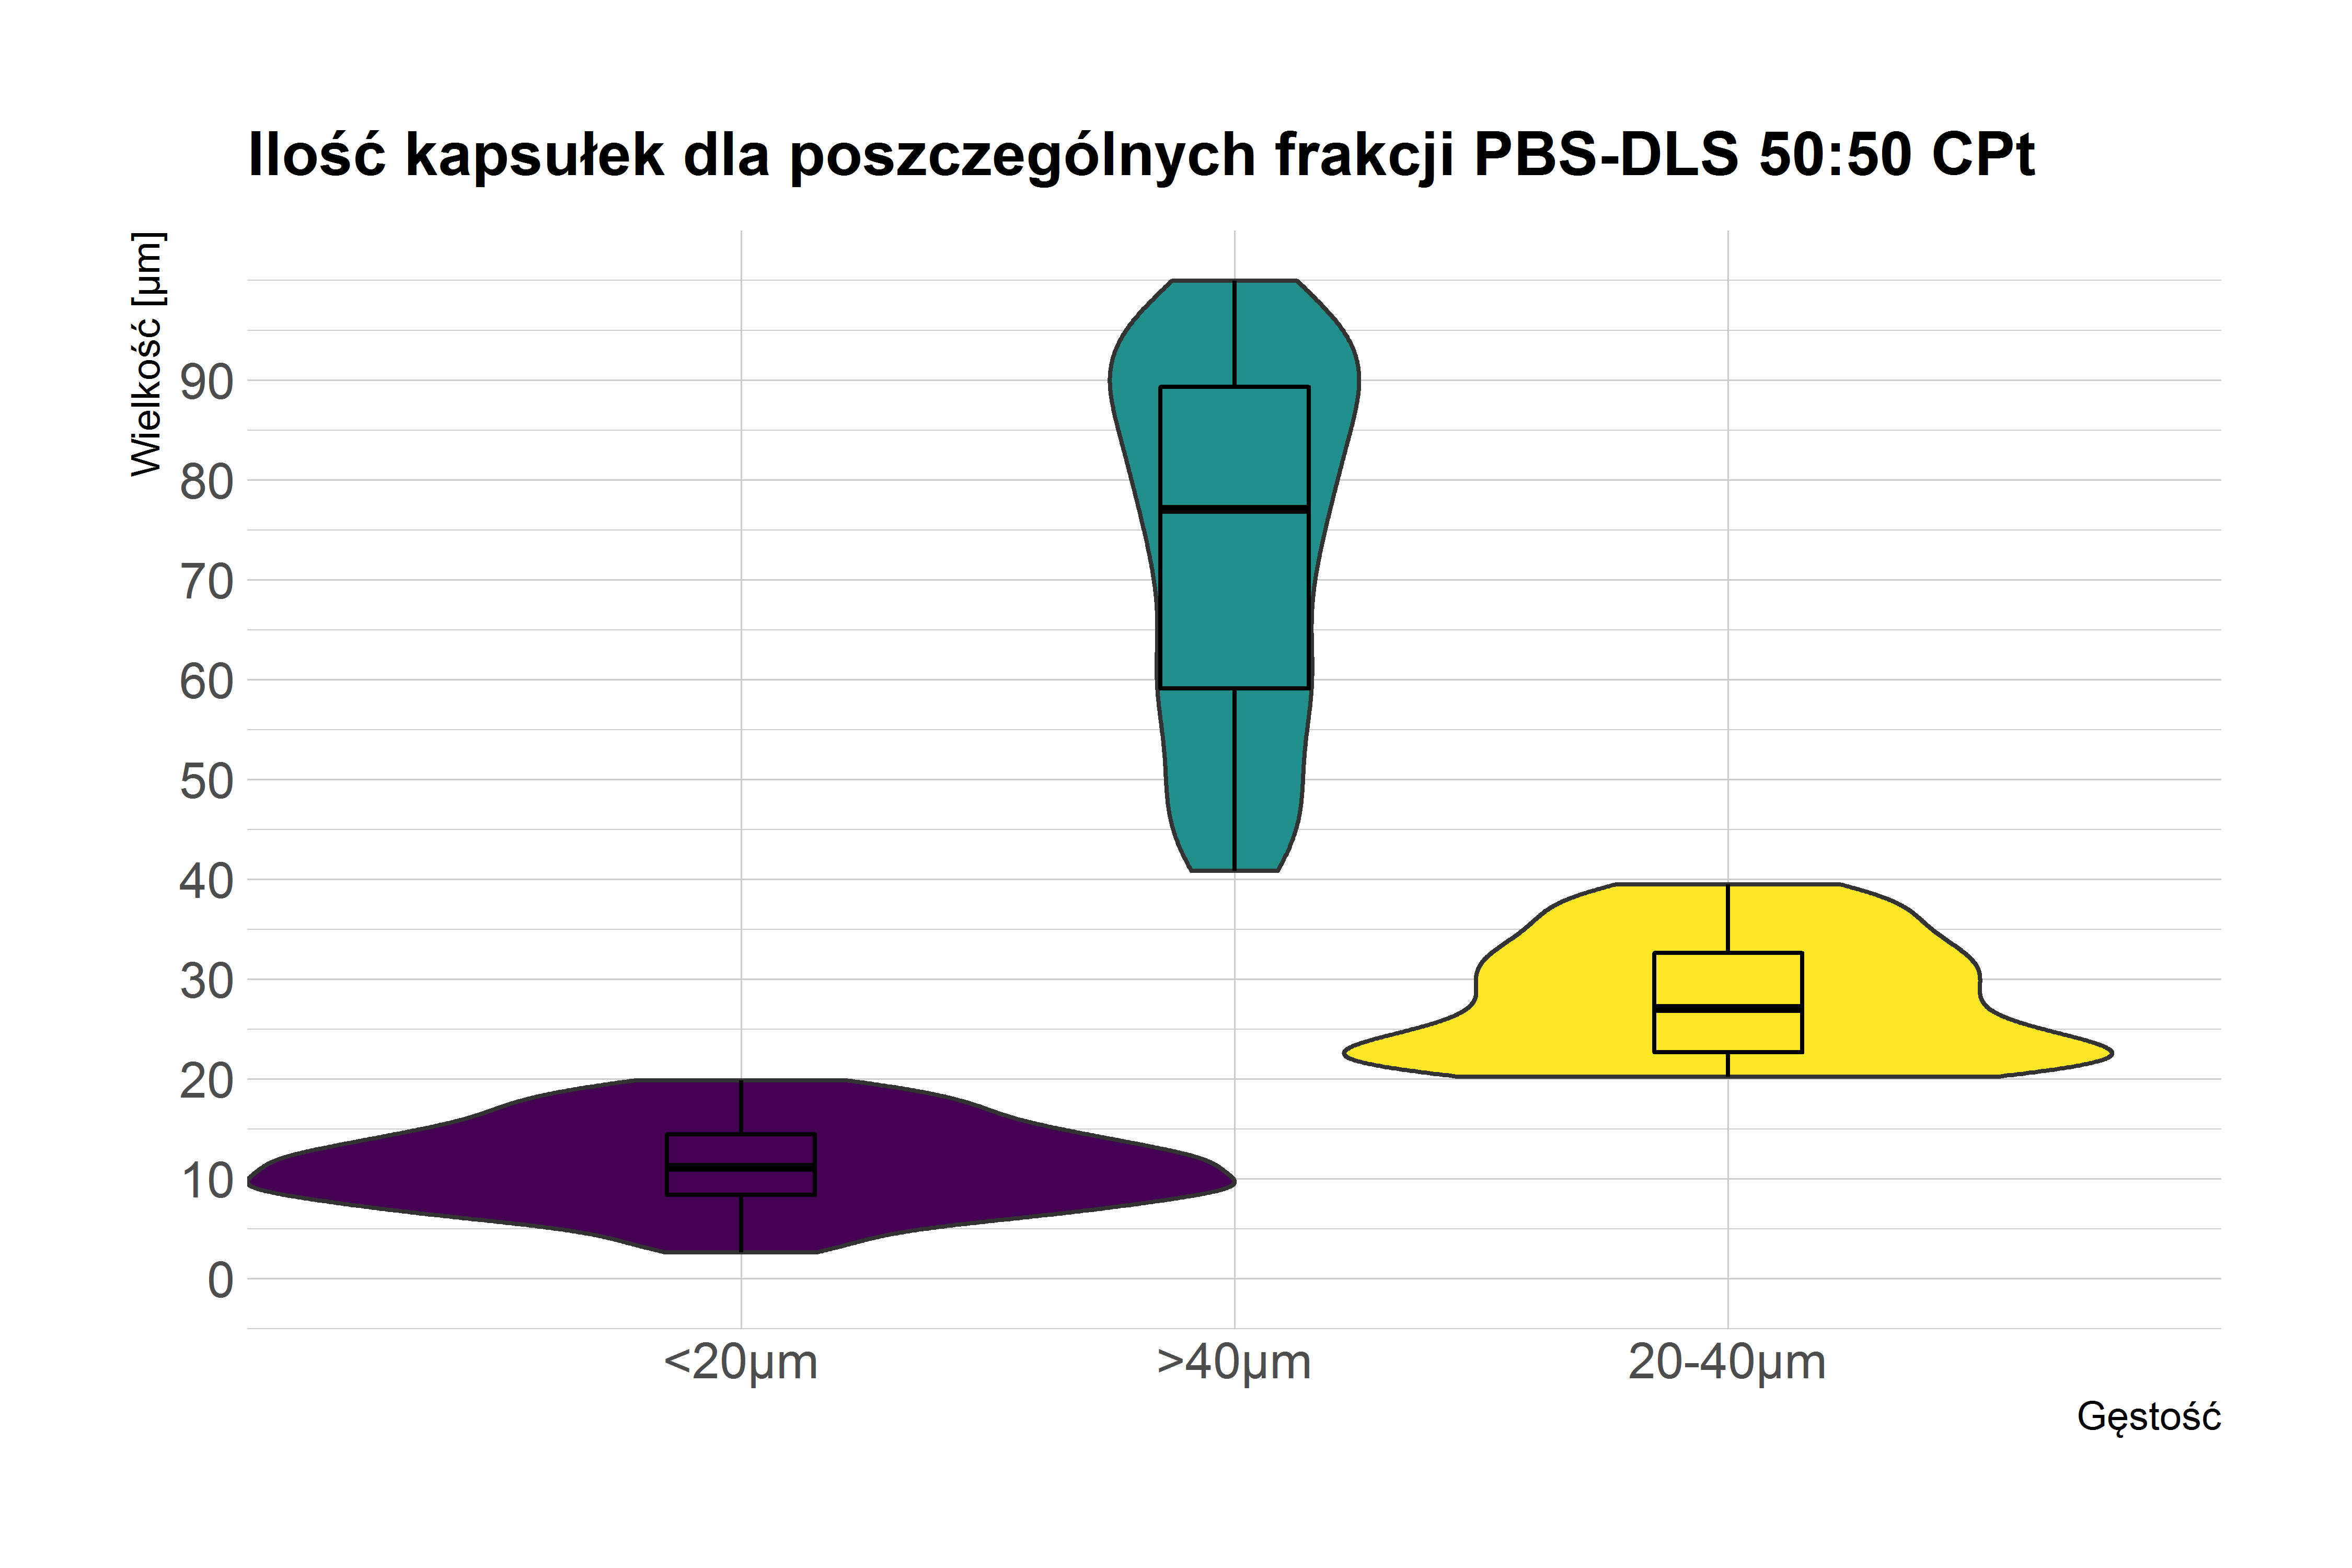 Ilość kapsułek dla poszczególnych frakcji PBS-DLS 50:50 CPt
Wielkość [µm]
90
80
70
60
50
40
30
20
10
0
<20µm >40µm 20-40µm
Gęstość